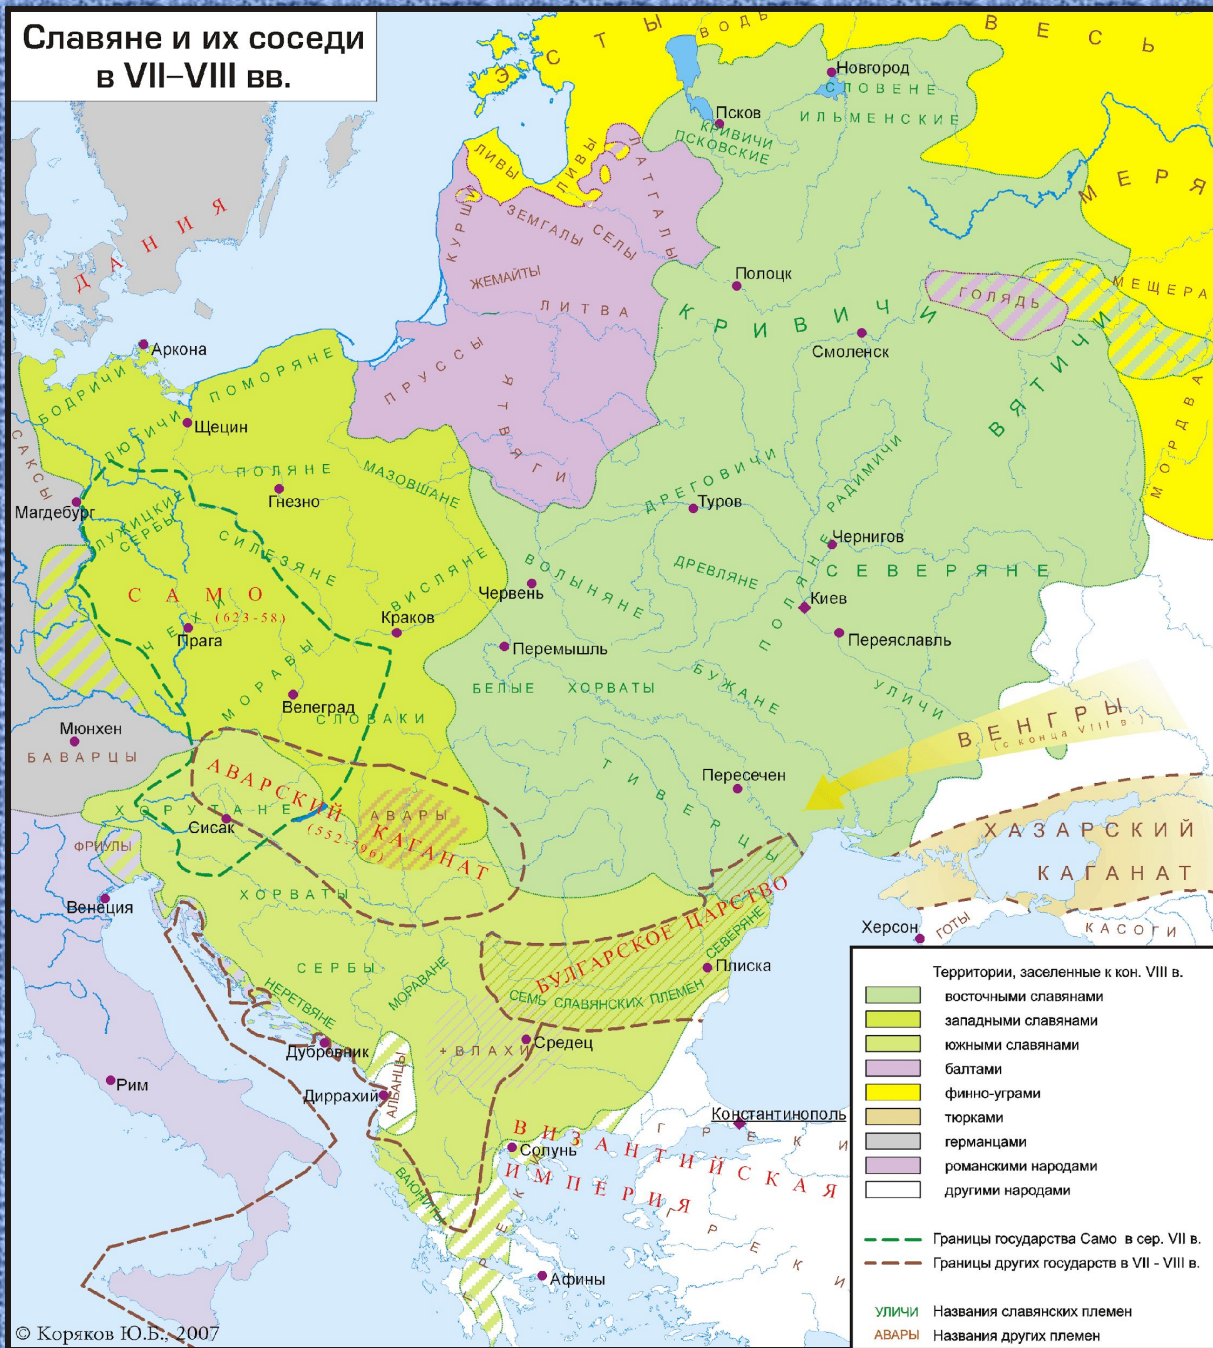 Славяне и их соседи
в VII–VIII вв.
ЭСТЫ
ВОДЬ
ВЕСЬ
Новгород
СЛОВЕНЕ
ИЛЬМЕНСКИЕ
Псков
КРИВИЧИ
ПСКОВСКИЕ
ЛИВЫ
ЛИВЫ
ЛАТГАЛЫ
МЕРЯ
КУРШИ
ЗЕМГАЛЫ
СЕЛЫ
ДАНИЯ
ЖЕМАЙТЫ
ЛИТВА
Полоцк
КРИВИЧИ
ГОЛЯДЬ
МЕЩЕРА
Смоленск
ПРУССЫ
ЯТВЯГИ
ВЯТИЧИ
МОРДВА
Аркона
БОДРИЧИ
ПОМОРЯНЕ
ЛЮТИЧИ
Щецин
САКСЫ
ПОЛЯНЕ
МАЗОВШАНЕ
Гнезно
Магдебург
ЛУЖИЦКИЕ
СЕРБЫ
СИЛЕЗЯНЕ
ДРЕГОВИЧИ
Туров
РАДИМИЧИ
Чернигов
СЕВЕРЯНЕ
ВОЛЫНЯНЕ
ДРЕВЛЯНЕ
ПОЛЯНЕ
Киев
Червень
ВИСЛЯНЕ
САМО
(623-58)
ЧЕХИ
Прага
Краков
Переяславль
Перемышль
МОРАВЫ
БЕЛЫЕ ХОРВАТЫ
БУЖАНЕ
УЛИЧИ
Велеград
СЛОВАКИ
Мюнхен
БАВАРЦЫ
ВЕНГРЫ
(с конца VIII в.)
АВАРСКИЙ
КАГАНАТ
(552-796)
АВАРЫ
ТИВЕРЦЫ
Пересечен
ХОРУТАНЕ
Сисак
ФРИУЛЫ
ХАЗАРСКИЙ
КАГАНАТ
Венеция
ХОРВАТЫ
БУЛГАРСКОЕ ЦАРСТВО
СЕВЕРЯНЕ
Херсон
ГОТЫ
КАСОГИ
СЕРБЫ
МОРАВАНЕ
Плиска
СЕМЬ СЛАВЯНСКИХ ПЛЕМЕН
НЕРЕТВЯНЕ
Дубровник
+ВЛАХИ
Средец
Рим
Диррахий
АЛБАНЦЫ
Константинополь
ВИЗАНТИЙСКАЯ
ИМПЕРИЯ
Солунь
ГРЕКИ
ВАЮНИТЫ
ГРЕКИ
ГРЕКИ
Афины
Территории, заселенные к кон. VIII в.
восточными славянами
западными славянами
южными славянами
балтами
финно-уграми
тюрками
германцами
романскими народами
другими народами
Границы государства Само в сер. VII в.
Границы других государств в VII - VIII в.
УЛИЧИ Названия славянских племен
АВАРЫ Названия других племен
© Коряков Ю.Б., 2007